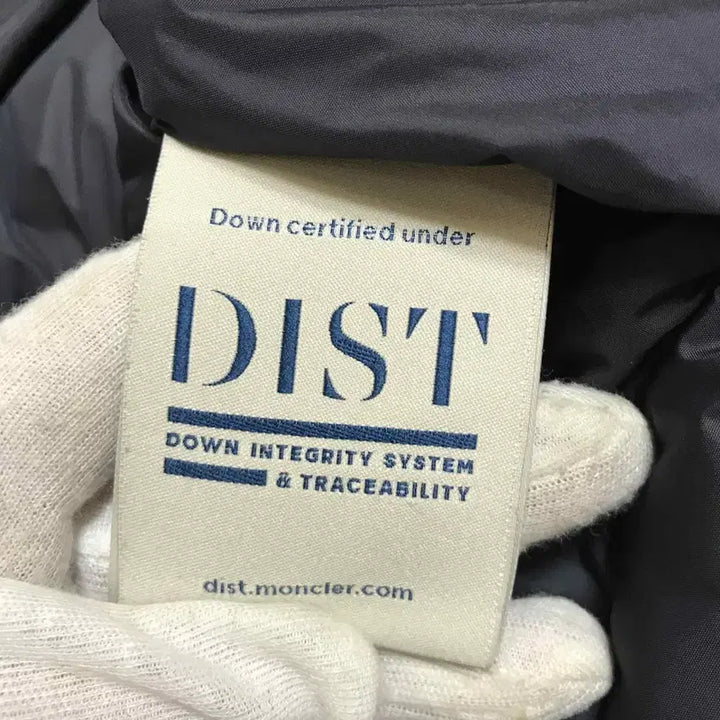 Down certified under
DIST
DOWN INTEGRITY SYSTEM
& TRACEABILITY
dist.moncler.com